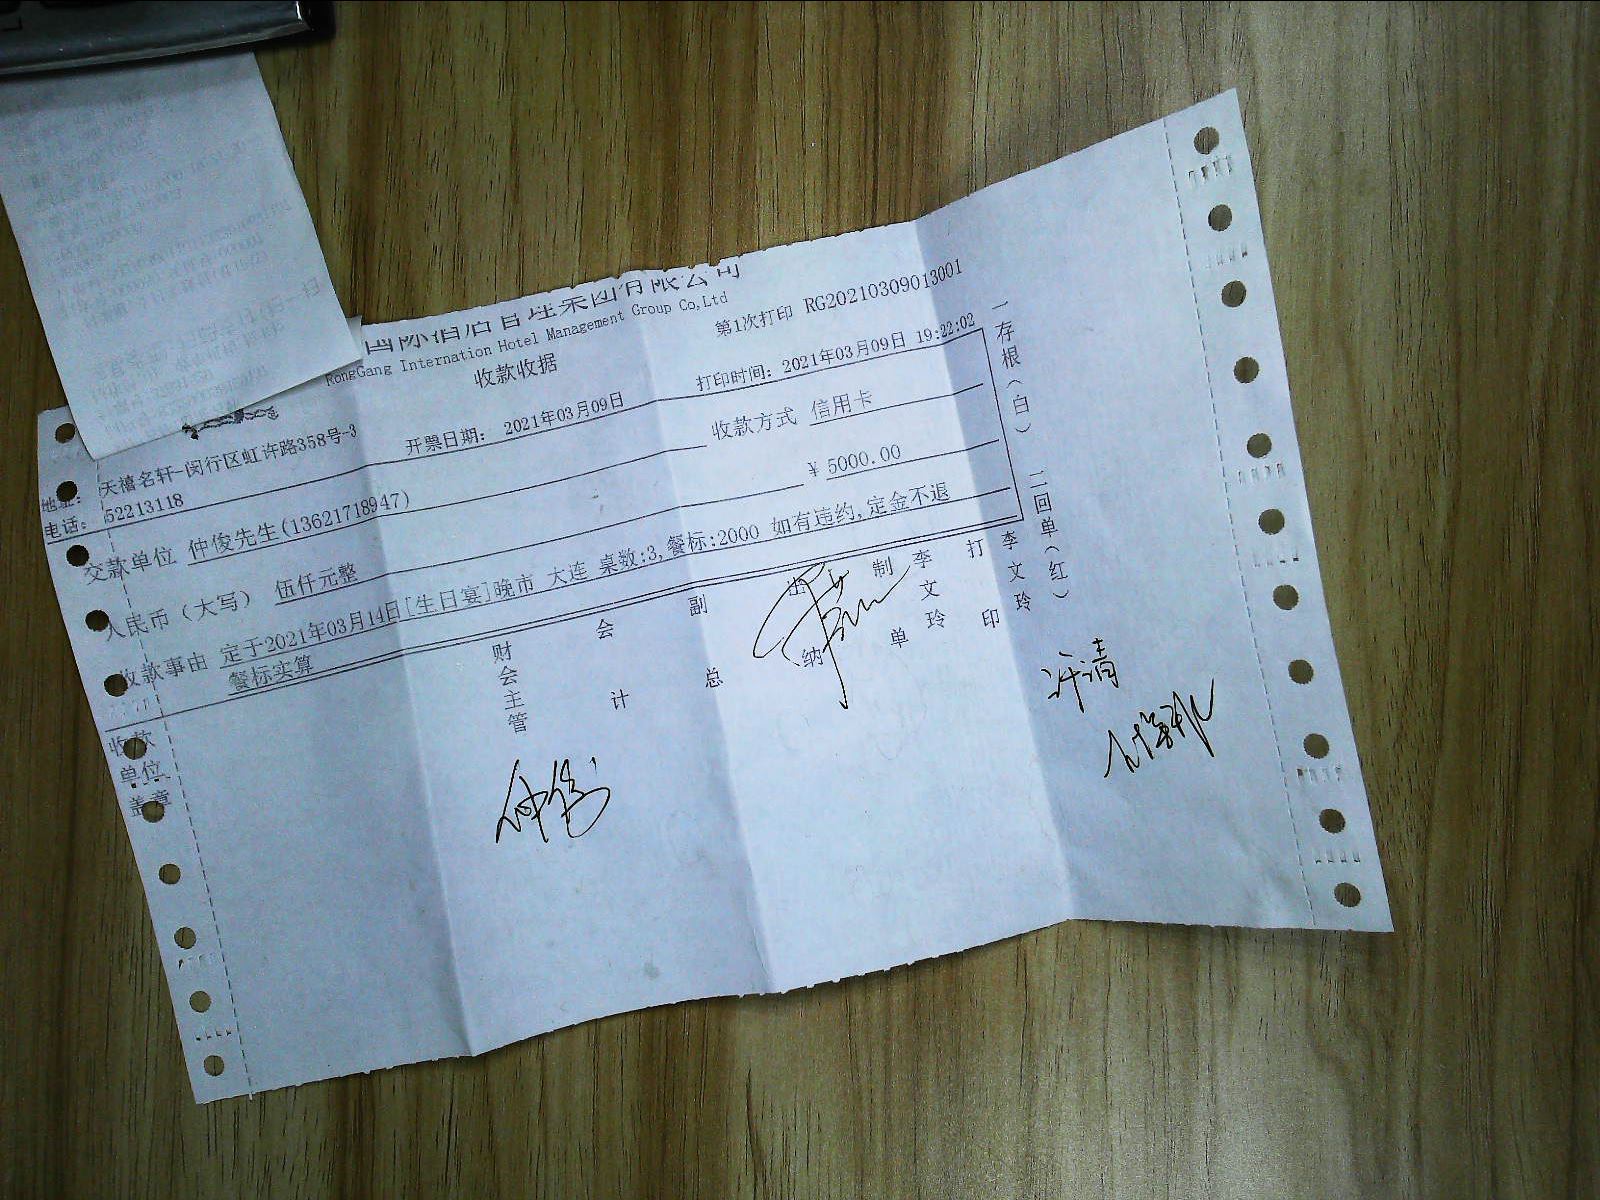 国际酒店管理集团有限公司
RongGang Internation Hotel Management Group Co,Ltd
收款收据
第1次打印 RG20210309013001
地址： 天禧名轩-闵行区虹许路358号-3
开票日期： 2021年03月09日
打印时间：2021年03月09日 19:22:02
电话： 52213118
交款单位 仲俊先生(13621718947)
收款方式 信用卡
人民币（大写） 伍仟元整
¥ 5000.00
收款事由 定于2021年03月14日[生日宴]晚市 大连 桌数:3,餐标:2000 如有违约,定金不退
餐标实算
收款单位盖章
财会主管
会计
副总
出纳
制单
李文玲
打印
李文玲
一存根(白) 二回单(红)
仲俊
许请